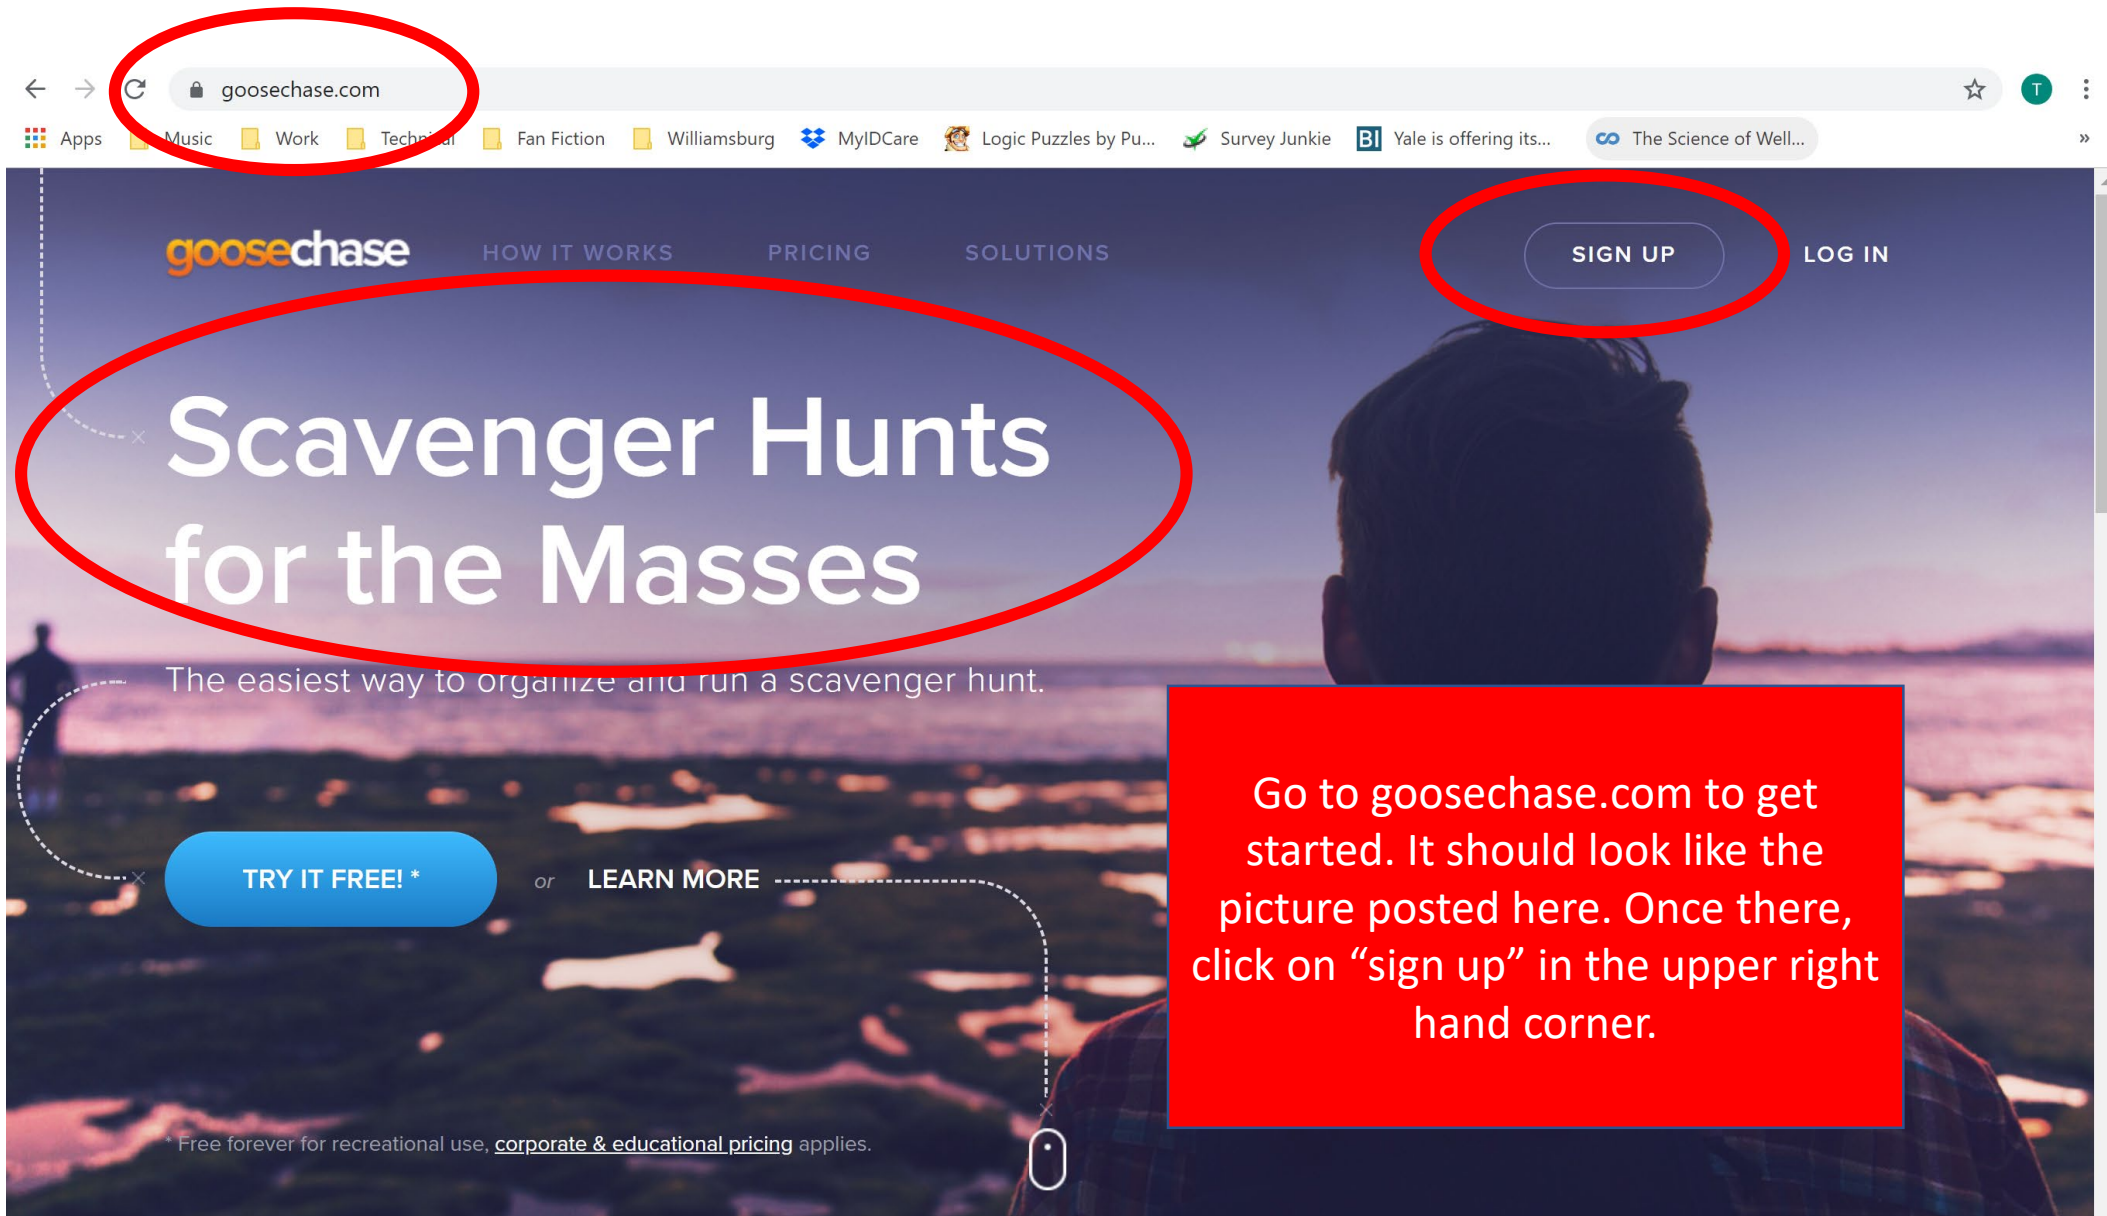 goosechase.com
T
Apps Music Work Technical Fan Fiction Williamsburg MyIDCare Logic Puzzles by Pu... Survey Junkie BI Yale is offering its... The Science of Well... »
goosechase HOW IT WORKS PRICING SOLUTIONS SIGN UP LOG IN
Scavenger Hunts
for the Masses
The easiest way to organize and run a scavenger hunt.
TRY IT FREE! * or LEARN MORE
* Free forever for recreational use, corporate & educational pricing applies.
Go to goosechase.com to get
started. It should look like the
picture posted here. Once there,
click on “sign up” in the upper right
hand corner.